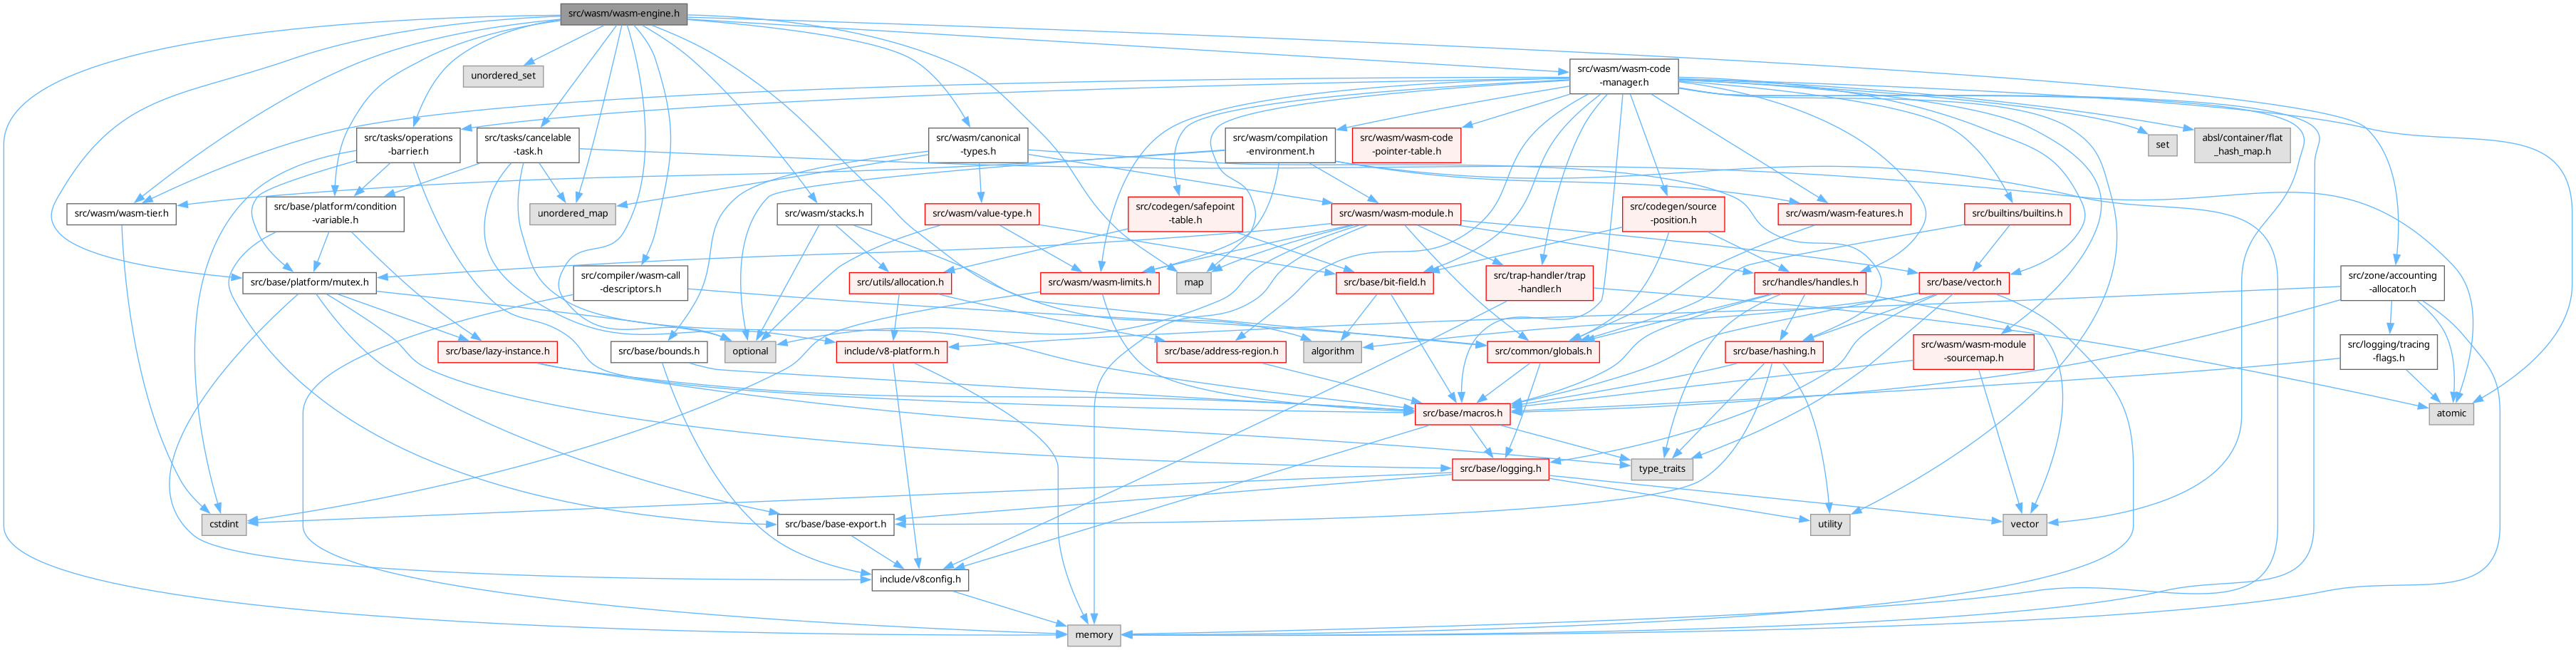 src/wasm/wasm-engine.h
unordered_set
src/wasm/wasm-code
-manager.h
src/tasks/operations
-barrier.h
src/tasks/cancelable
-task.h
src/wasm/canonical
-types.h
src/wasm/compilation
-environment.h
src/wasm/wasm-code
-pointer-table.h
set
absl/container/flat
_hash_map.h
src/wasm/wasm-tier.h
src/base/platform/condition
-variable.h
unordered_map
src/wasm/stacks.h
src/wasm/value-type.h
src/codegen/safepoint
-table.h
src/wasm/wasm-module.h
src/codegen/source
-position.h
src/wasm/wasm-features.h
src/builtins/builtins.h
src/base/platform/mutex.h
src/compiler/wasm-call
-descriptors.h
src/utils/allocation.h
src/wasm/wasm-limits.h
map
src/base/bit-field.h
src/trap-handler/trap
-handler.h
src/handles/handles.h
src/base/vector.h
src/zone/accounting
-allocator.h
src/base/lazy-instance.h
src/base/bounds.h
optional
include/v8-platform.h
src/base/address-region.h
algorithm
src/common/globals.h
src/base/hashing.h
src/wasm/wasm-module
-sourcemap.h
src/logging/tracing
-flags.h
src/base/macros.h
atomic
src/base/logging.h
type_traits
cstdint
src/base/base-export.h
utility
vector
include/v8config.h
memory